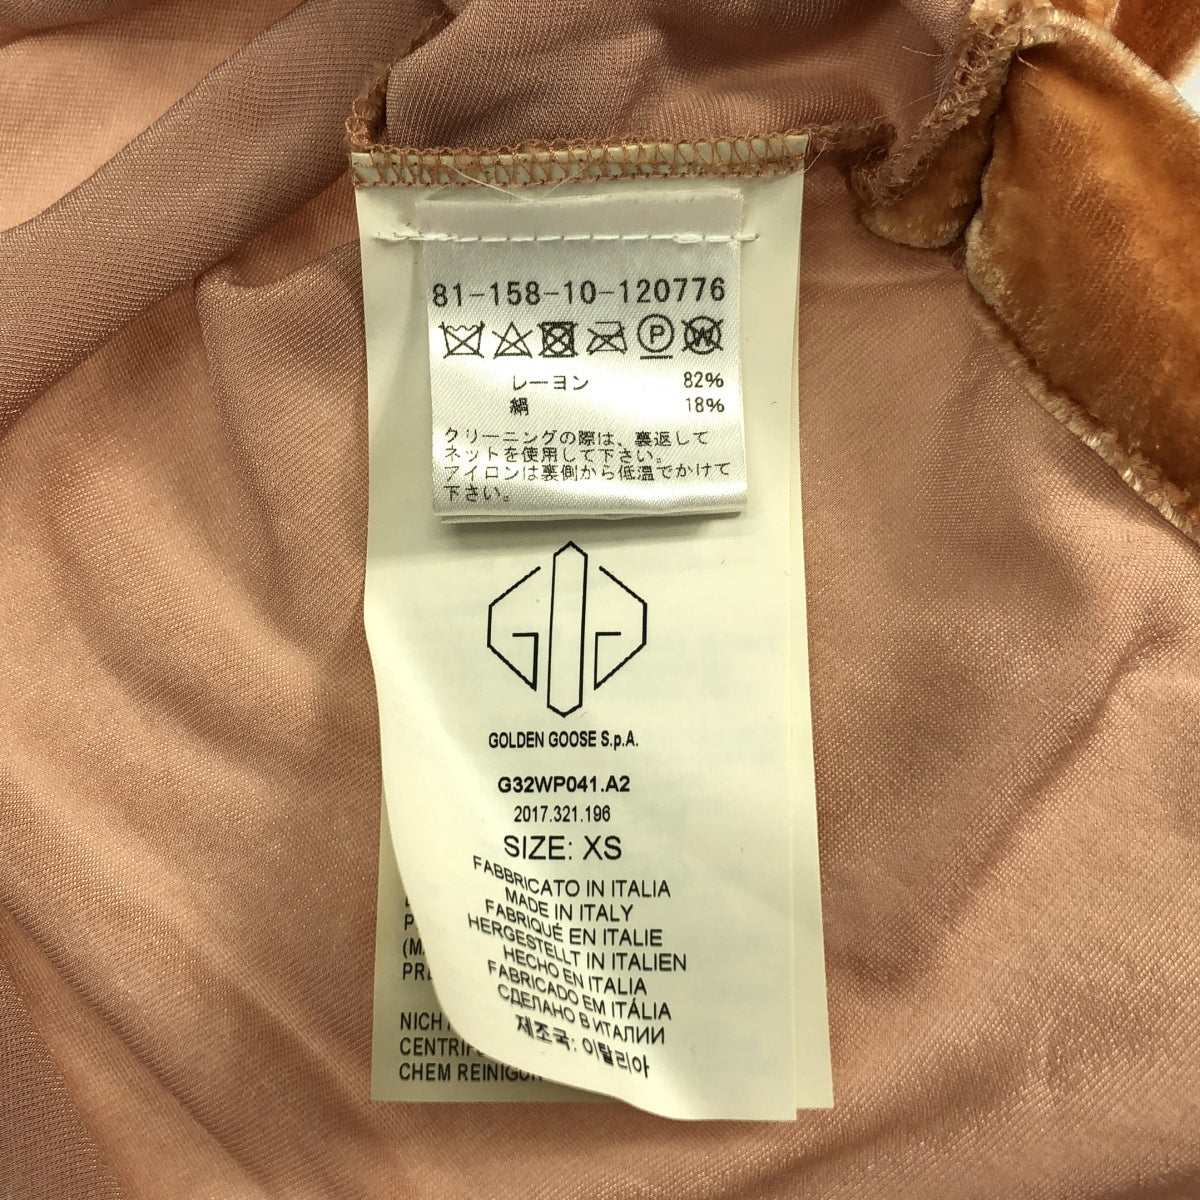 81-158-10-120776
P W
レーヨン 82%
絹 18%
クリーニングの際は、裏返して
ネットを使用して下さい。
アイロンは裏側から低温でかけて
下さい。
GOLDEN GOOSE S.p.A.
G32WP041.A2
2017.321.196
SIZE: XS
FABBRICATO IN ITALIA
MADE IN ITALY
FABRIQUÉ EN ITALIE
HERGESTELLT IN ITALIEN
HECHO EN ITALIA
FABRICADO EM ITÁLIA
СДЕЛАНО В ИТАЛИИ
제조국: 이탈리아
CHEM